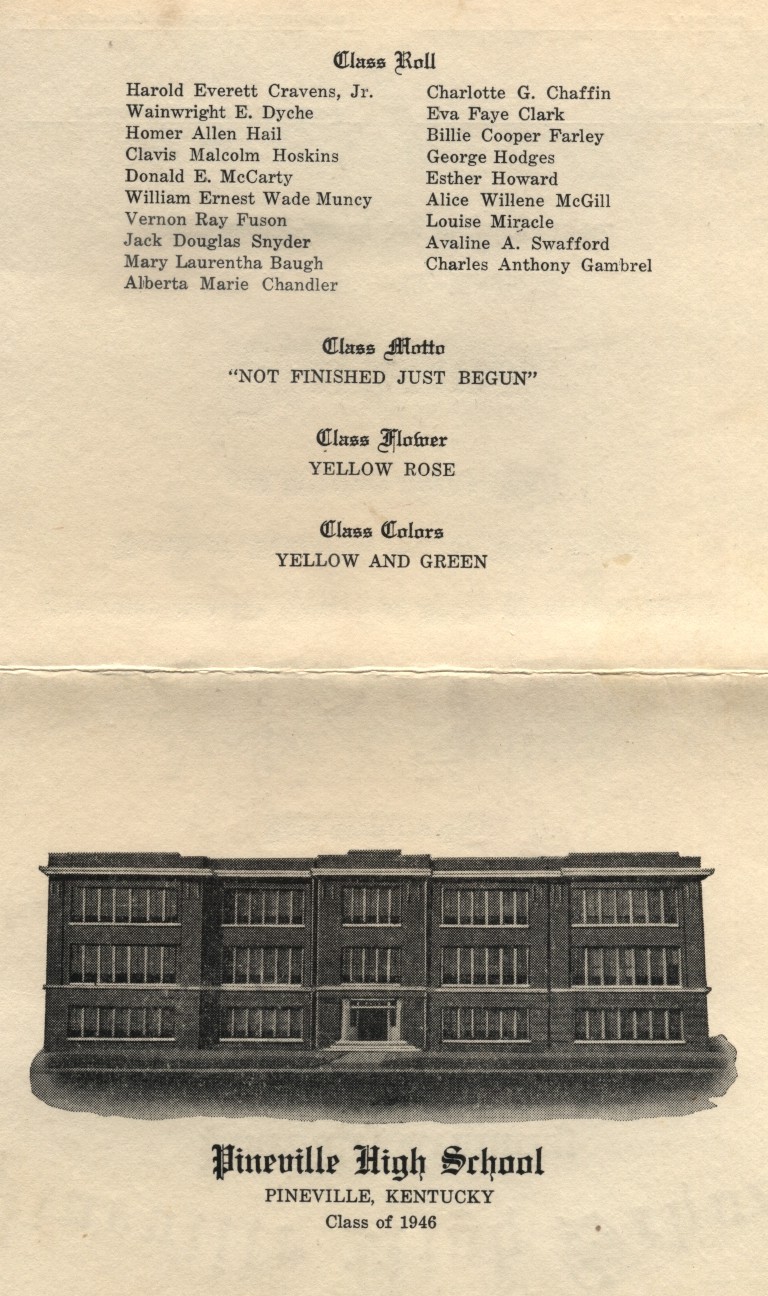 Class Roll
Harold Everett Cravens, Jr.
Wainwright E. Dyche
Homer Allen Hail
Clavis Malcolm Hoskins
Donald E. McCarty
William Ernest Wade Muncy
Vernon Ray Fuson
Jack Douglas Snyder
Mary Laurentha Baugh
Alberta Marie Chandler
Charlotte G. Chaffin
Eva Faye Clark
Billie Cooper Farley
George Hodges
Esther Howard
Alice Willene McGill
Louise Miracle
Avaline A. Swafford
Charles Anthony Gambrel
Class Motto
"NOT FINISHED JUST BEGUN"
Class Flower
YELLOW ROSE
Class Colors
YELLOW AND GREEN
Pineville High School
PINEVILLE, KENTUCKY
Class of 1946